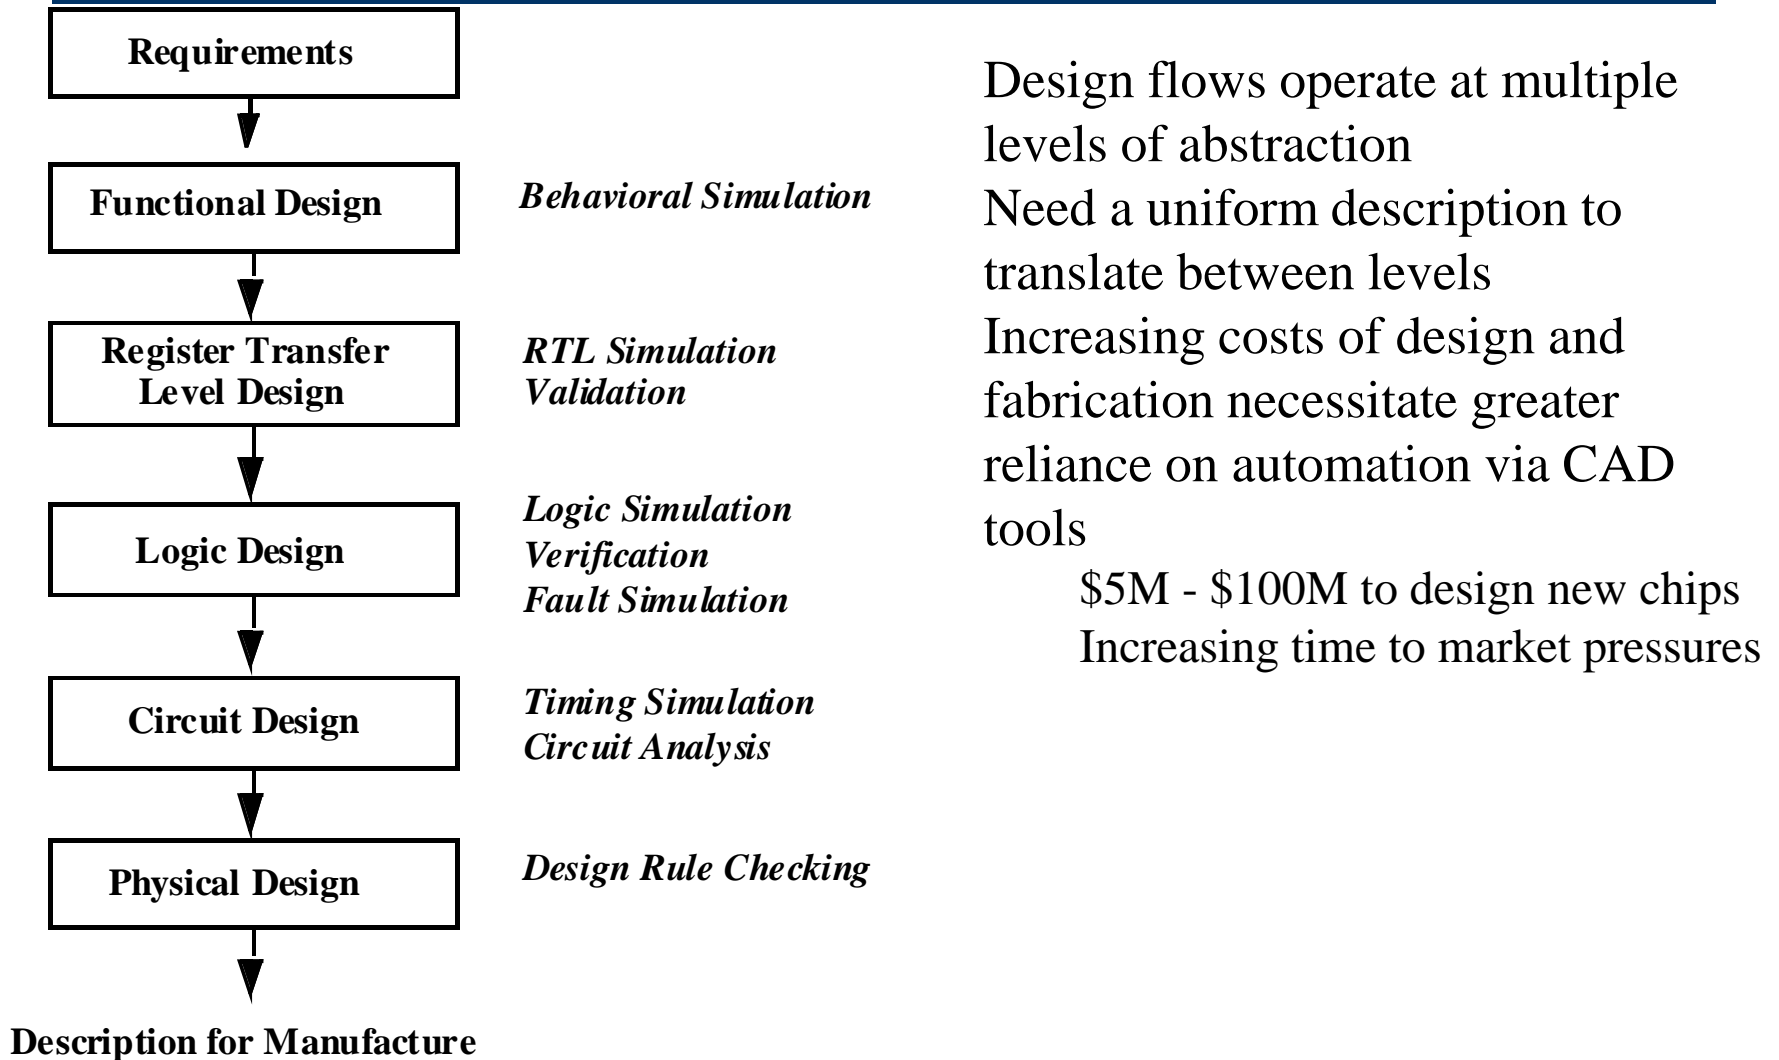 Requirements
Functional Design
Behavioral Simulation
Register Transfer
Level Design
RTL Simulation
Validation
Logic Design
Logic Simulation
Verification
Fault Simulation
Circuit Design
Timing Simulation
Circuit Analysis
Physical Design
Design Rule Checking
Description for Manufacture
Design flows operate at multiple
levels of abstraction
Need a uniform description to
translate between levels
Increasing costs of design and
fabrication necessitate greater
reliance on automation via CAD
tools
$5M - $100M to design new chips
Increasing time to market pressures